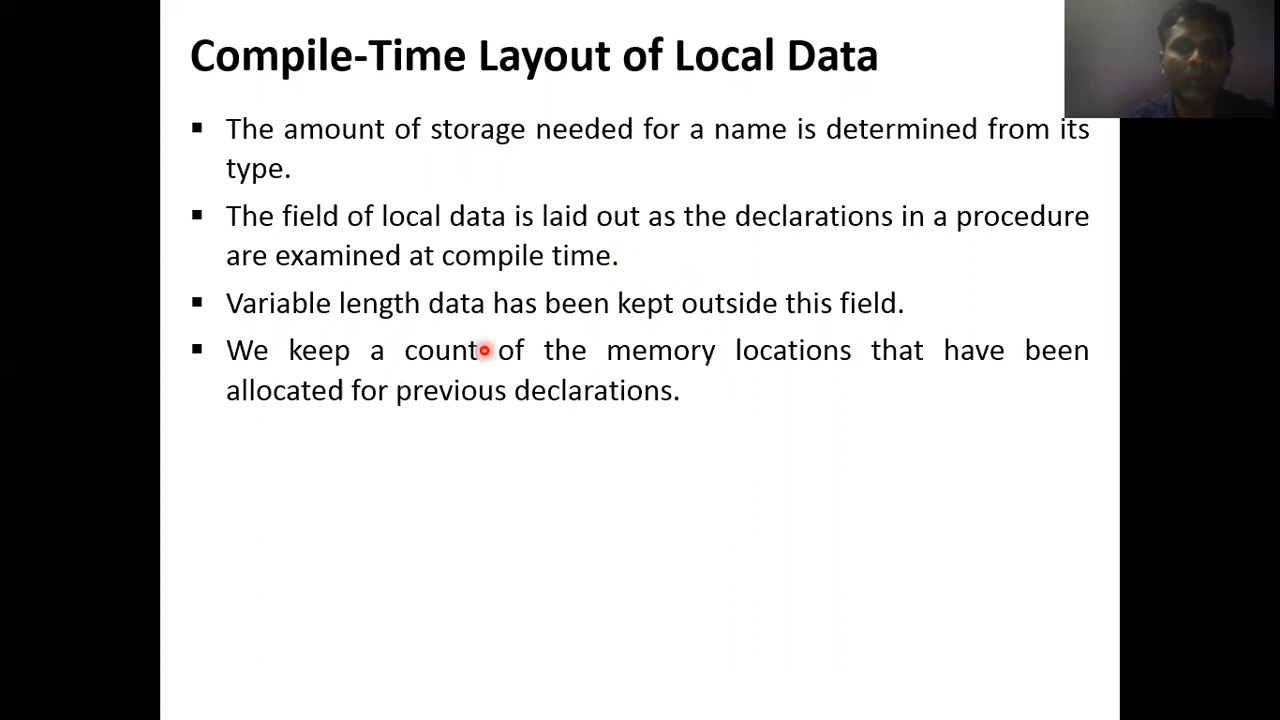 Compile-Time Layout of Local Data
▪ The amount of storage needed for a name is determined from its
type.
▪ The field of local data is laid out as the declarations in a procedure
are examined at compile time.
▪ Variable length data has been kept outside this field.
▪ We keep a count of the memory locations that have been
allocated for previous declarations.